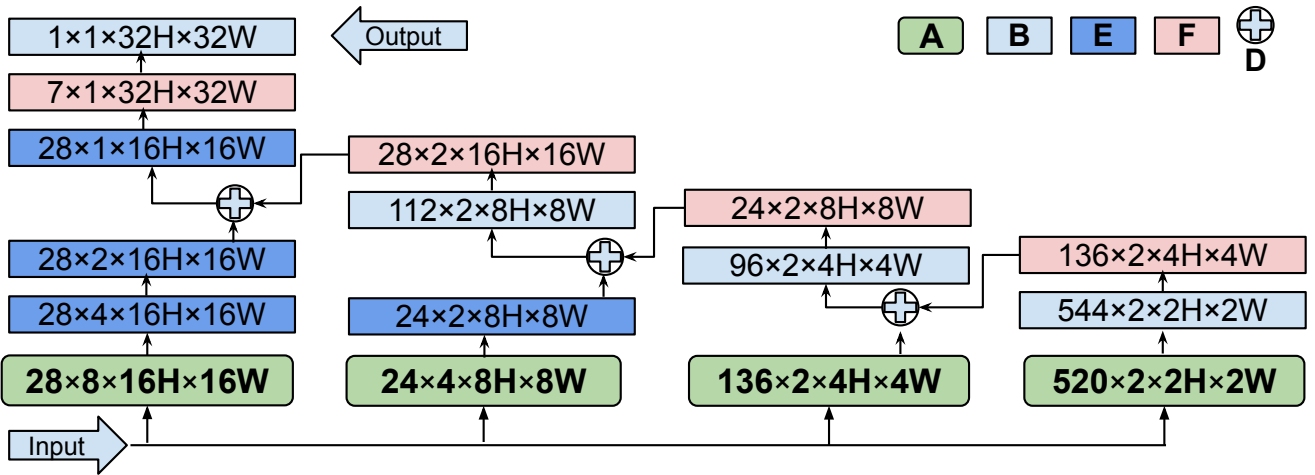 1×1×32H×32W
Output
A
B
E
F
D
7×1×32H×32W
28×1×16H×16W
28×2×16H×16W
112×2×8H×8W
24×2×8H×8W
28×2×16H×16W
96×2×4H×4W
136×2×4H×4W
28×4×16H×16W
24×2×8H×8W
544×2×2H×2W
28×8×16H×16W
24×4×8H×8W
136×2×4H×4W
520×2×2H×2W
Input